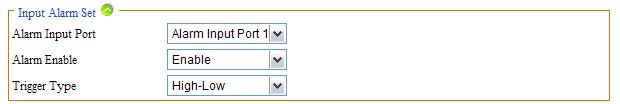 Input Alarm Set
Alarm Input Port Alarm Input Port 1
Alarm Enable Enable
Trigger Type High-Low